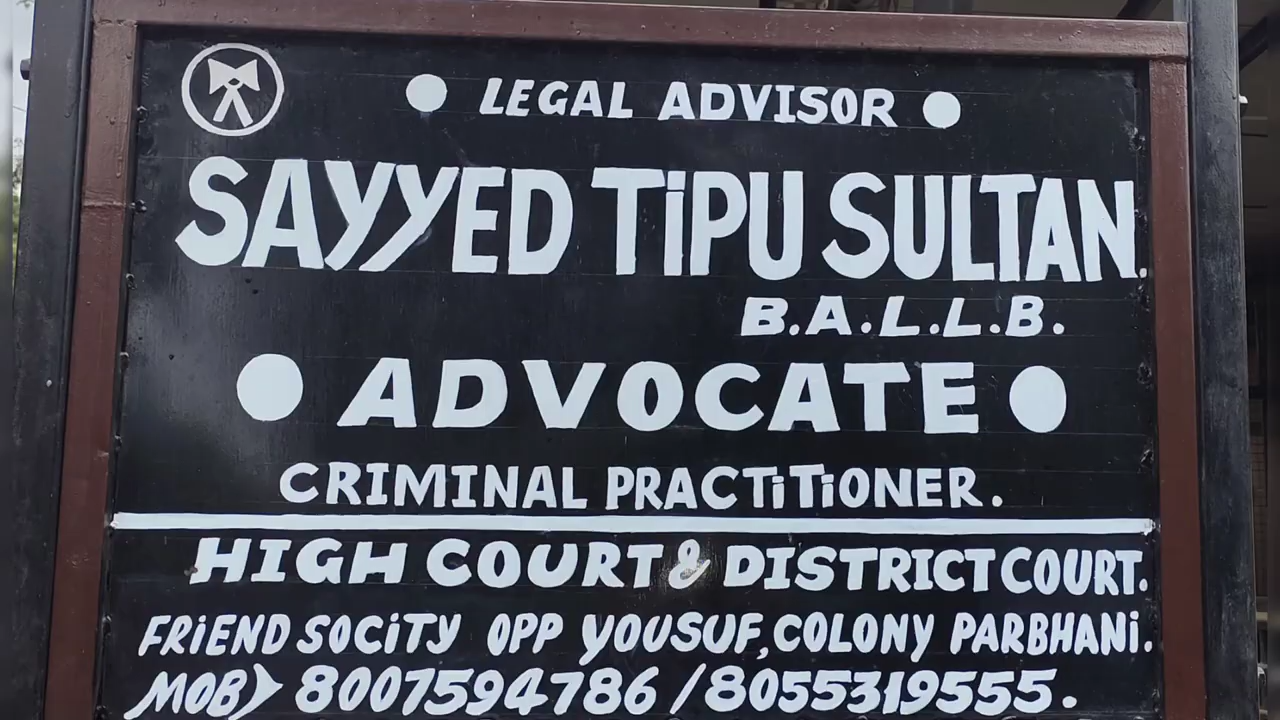 LEGAL ADVISOR
SAYYED TiPU SULTAN.
B.A.L.L.B.
ADVOCATE
CRIMINAL PRACTiTiONER.
HIGH COURT & DISTRICT COURT.
FRiEND SOCiTY OPP YOUSUF, COLONY PARBHANi.
MOB) 8007594786 / 8055319555.